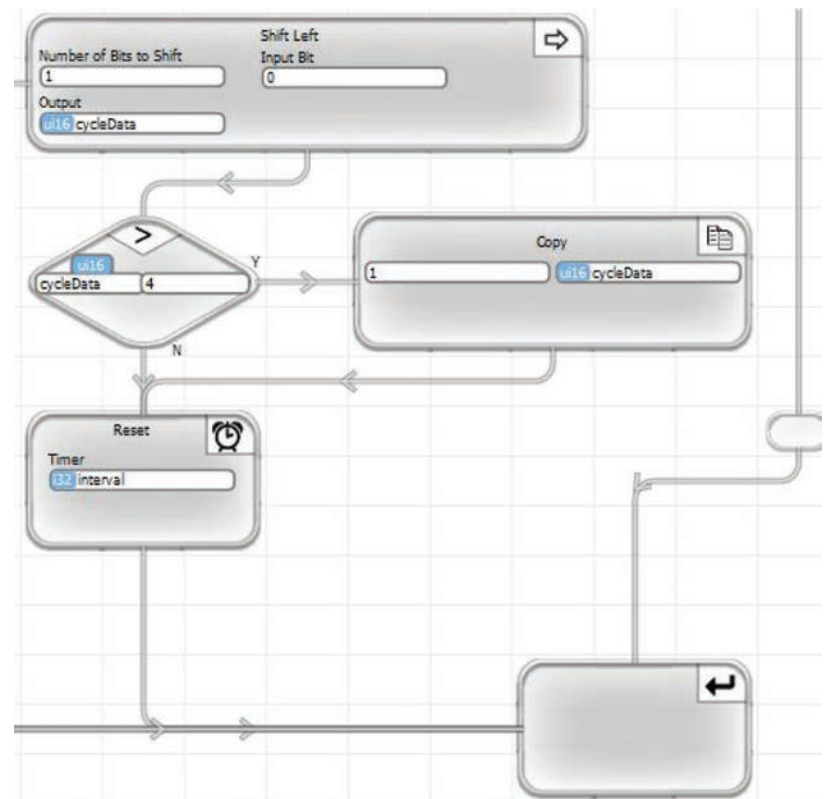 Shift Left
Number of Bits to Shift
Input Bit
1
0
Output
ui16 cycleData
>
ui16
cycleData
4
Y
N
Copy
1
ui16 cycleData
Reset
Timer
i32 interval